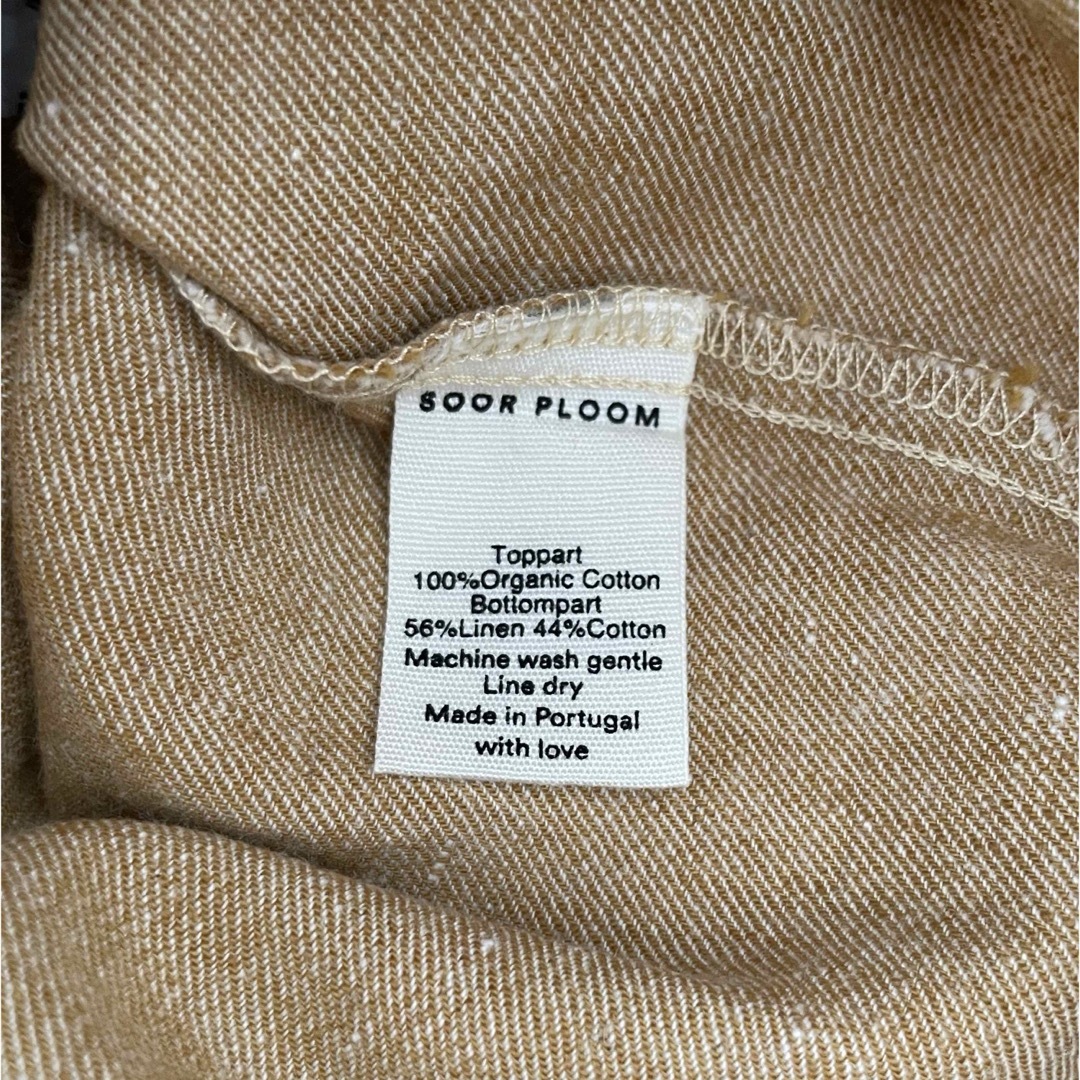 SOOR PLOOM
Toppart
100%Organic Cotton
Bottompart
56%Linen 44%Cotton
Machine wash gentle
Line dry
Made in Portugal
with love